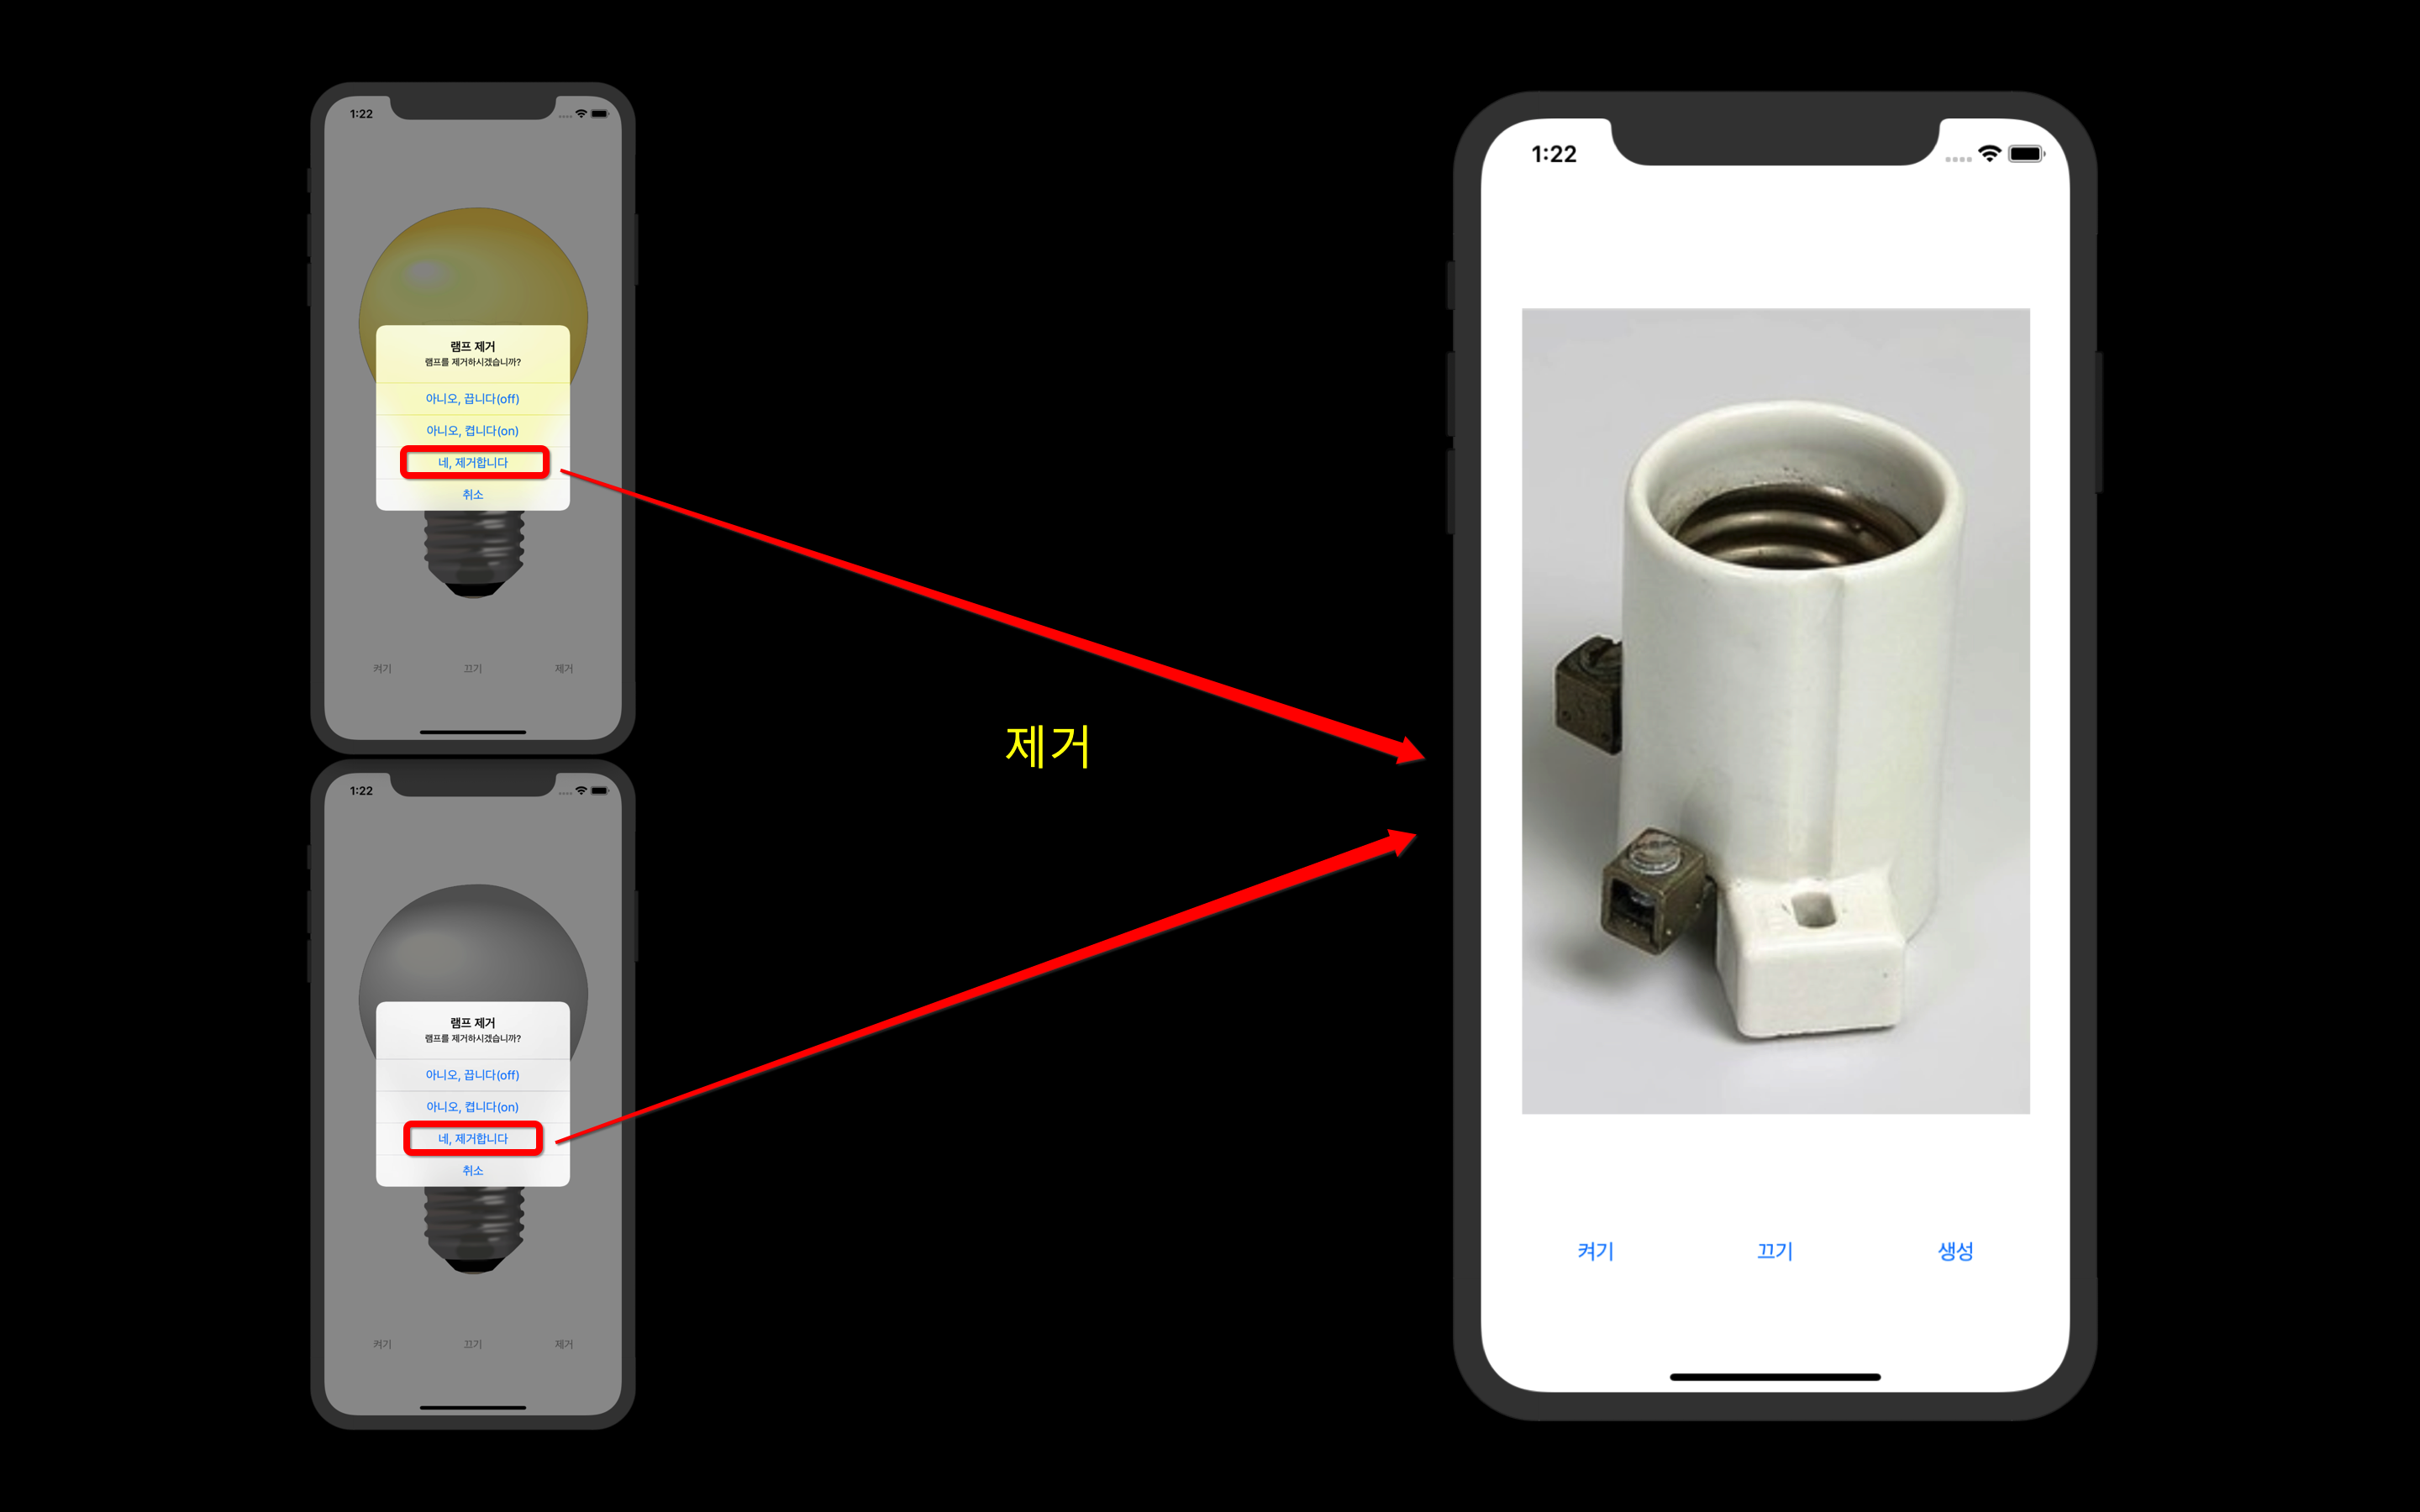 1:22
램프 제거
램프를 제거하시겠습니까?
아니오, 끕니다(off)
아니오, 켭니다(on)
네, 제거합니다
취소
켜기 끄기 제거
1:22
램프 제거
램프를 제거하시겠습니까?
아니오, 끕니다(off)
아니오, 켭니다(on)
네, 제거합니다
취소
켜기 끄기 제거
제거
1:22
켜기 끄기 생성